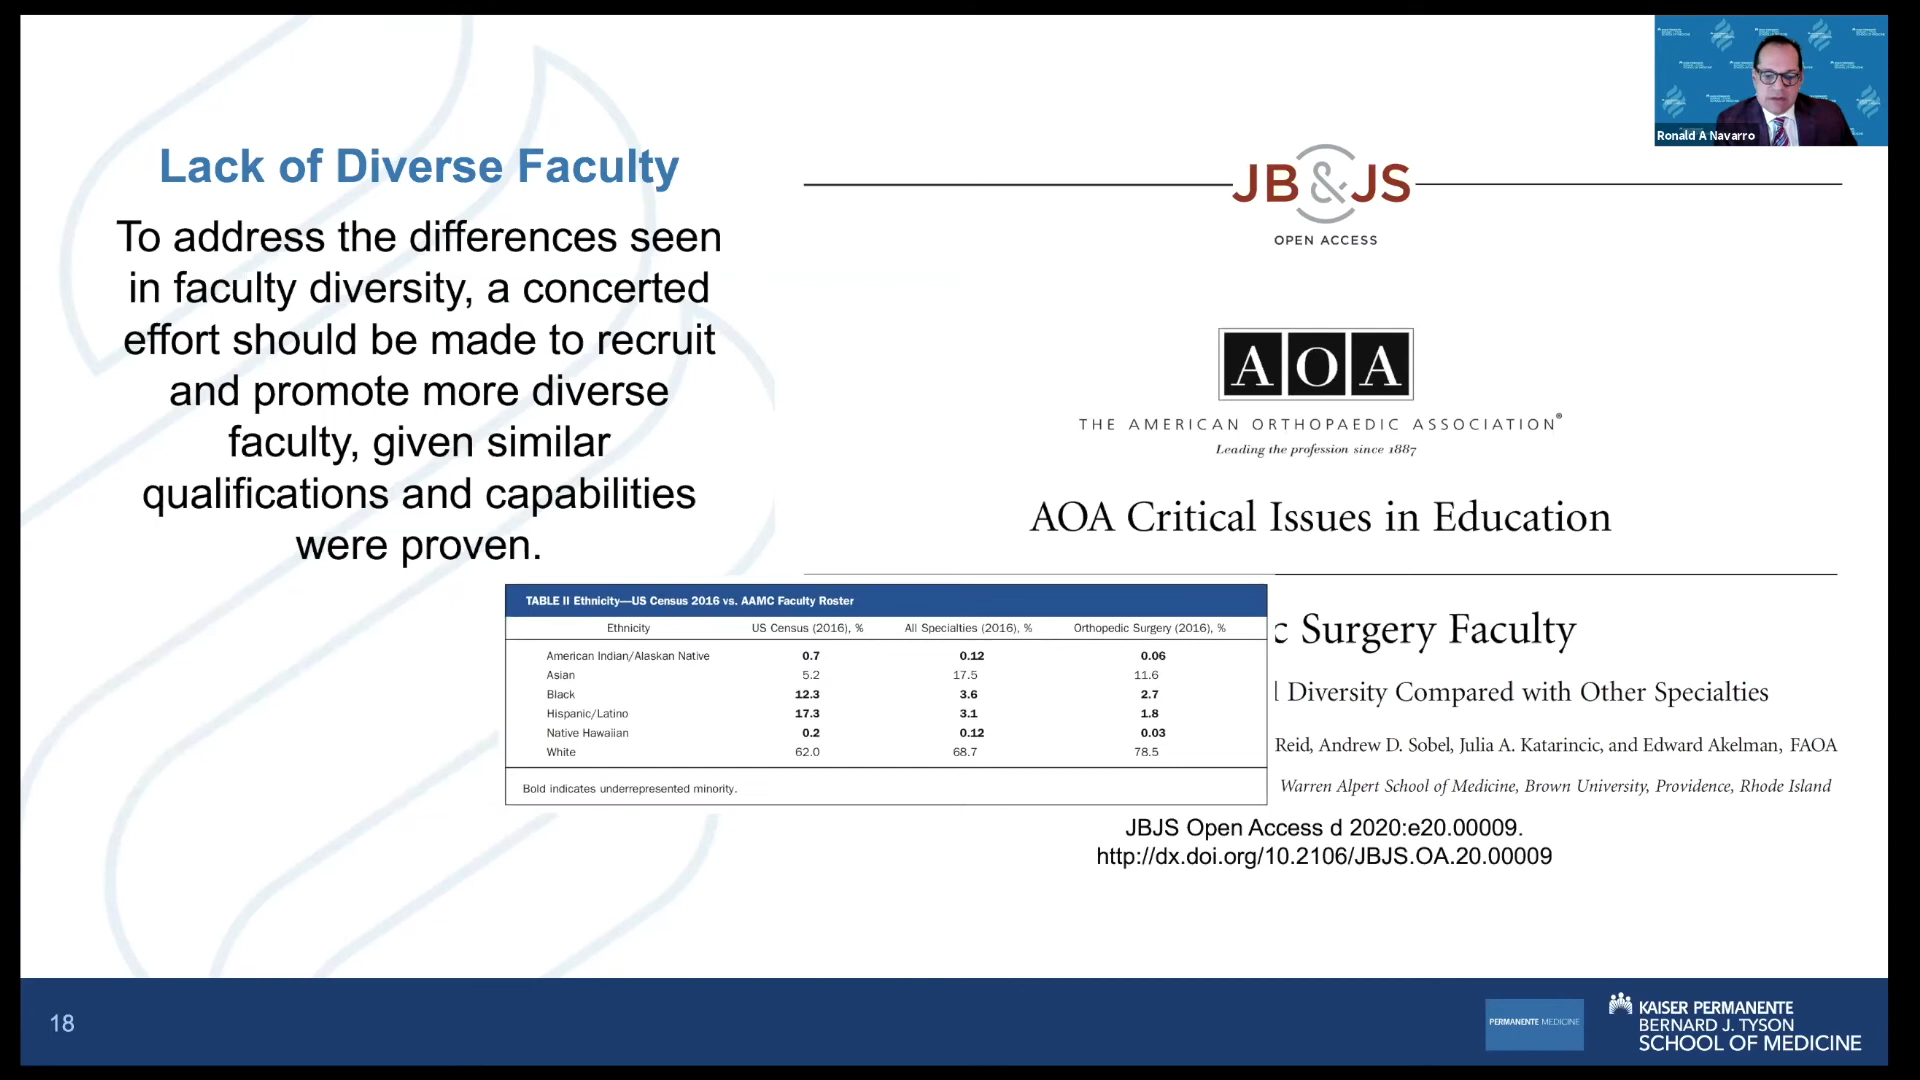 Ronald A Navarro
Lack of Diverse Faculty
To address the differences seen
in faculty diversity, a concerted
effort should be made to recruit
and promote more diverse
faculty, given similar
qualifications and capabilities
were proven.
JB&JS
OPEN ACCESS
AOA
THE AMERICAN ORTHOPAEDIC ASSOCIATION®
Leading the profession since 1887
AOA Critical Issues in Education
c Surgery Faculty
l Diversity Compared with Other Specialties
Reid, Andrew D. Sobel, Julia A. Katarincic, and Edward Akelman, FAOA
Warren Alpert School of Medicine, Brown University, Providence, Rhode Island
TABLE II Ethnicity—US Census 2016 vs. AAMC Faculty Roster
Ethnicity US Census (2016), % All Specialties (2016), % Orthopedic Surgery (2016), %
American Indian/Alaskan Native 0.7 0.12 0.06
Asian 5.2 17.5 11.6
Black 12.3 3.6 2.7
Hispanic/Latino 17.3 3.1 1.8
Native Hawaiian 0.2 0.12 0.03
White 62.0 68.7 78.5
Bold indicates underrepresented minority.
JBJS Open Access d 2020:e20.00009.
http://dx.doi.org/10.2106/JBJS.OA.20.00009
18
PERMANENTE MEDICINE
KAISER PERMANENTE
BERNARD J. TYSON
SCHOOL OF MEDICINE